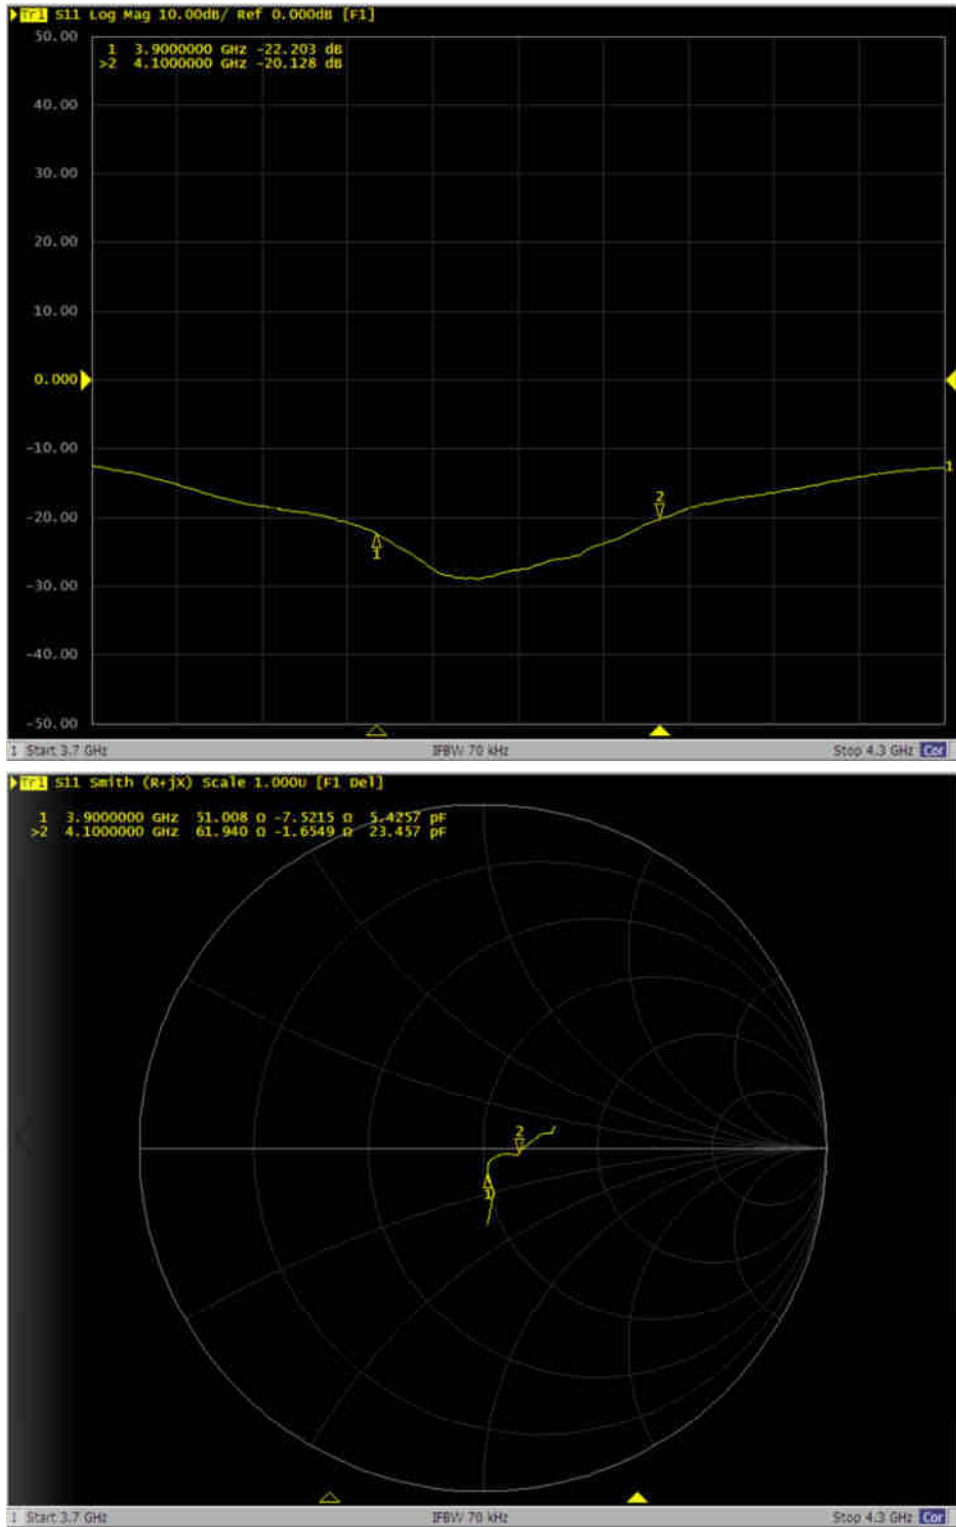 Tr1 S11 Log Mag 10.00dB/ Ref 0.000dB [F1]
50.00
1 3.9000000 GHz -22.203 dB
>2 4.1000000 GHz -20.128 dB
40.00
30.00
20.00
10.00
0.000
-10.00
1
2
-20.00
1
-30.00
-40.00
-50.00
1 Start 3.7 GHz IFBW 70 kHz Stop 4.3 GHz Cor
Tr1 S11 Smith (R+jX) Scale 1.000U [F1 Del]
1 3.9000000 GHz 51.008 Ω -7.5215 Ω 5.4257 pF
>2 4.1000000 GHz 61.940 Ω -1.6549 Ω 23.457 pF
2
1
1 Start 3.7 GHz IFBW 70 kHz Stop 4.3 GHz Cor